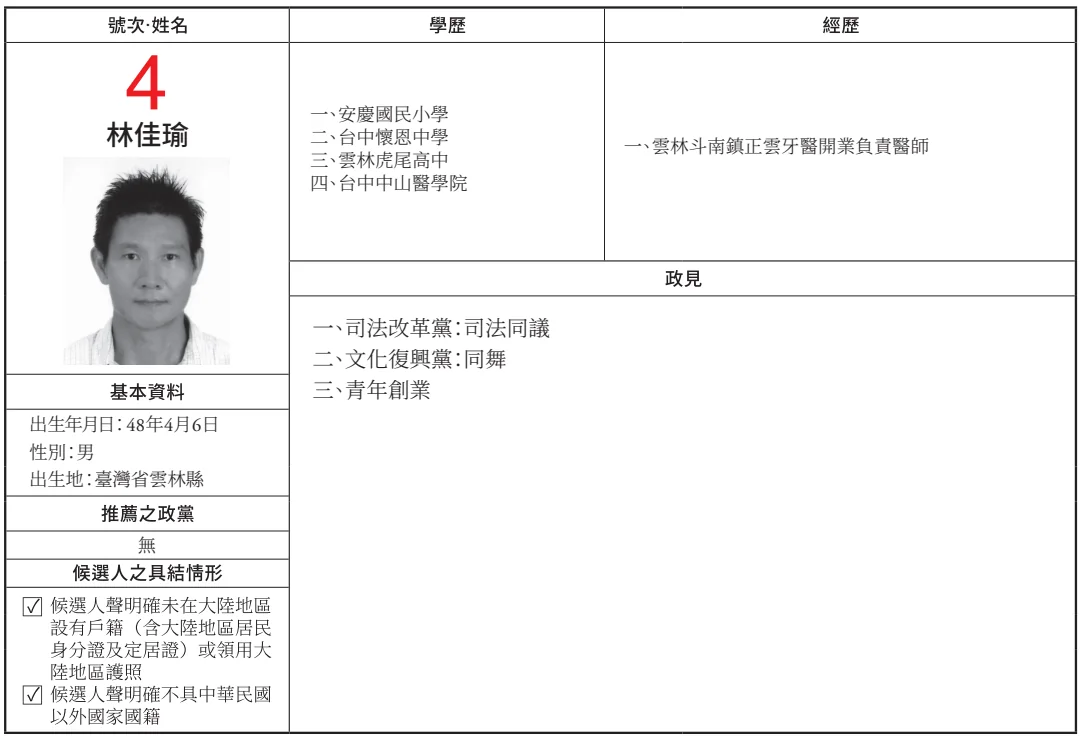 號次·姓名
4
林佳瑜
基本資料
出生年月日：48年4月6日
性別：男
出生地：臺灣省雲林縣
推薦之政黨
無
候選人之具結情形
☑ 候選人聲明確未在大陸地區
設有戶籍（含大陸地區居民
身分證及定居證）或領用大
陸地區護照
☑ 候選人聲明確不具中華民國
以外國家國籍
學歷
一、安慶國民小學
二、台中懷恩中學
三、雲林虎尾高中
四、台中中山醫學院
經歷
一、雲林斗南鎮正雲牙醫開業負責醫師
政見
一、司法改革黨：司法同議
二、文化復興黨：同舞
三、青年創業